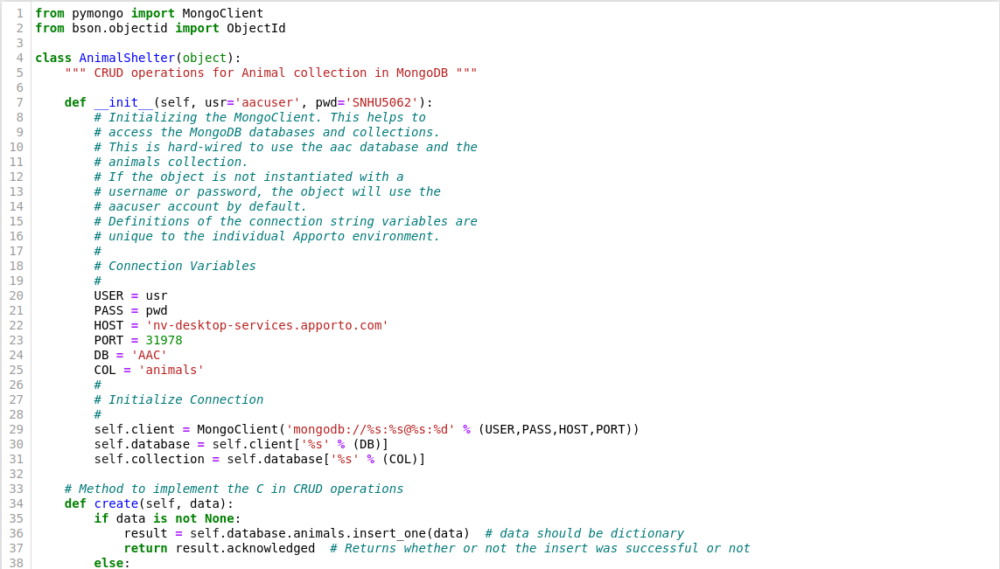 1 from pymongo import MongoClient
2 from bson.objectid import ObjectId
3
4 class AnimalShelter(object):
5     """ CRUD operations for Animal collection in MongoDB """
6
7     def __init__(self, usr='aacuser', pwd='SNHU5062'):
8         # Initializing the MongoClient. This helps to
9         # access the MongoDB databases and collections.
10         # This is hard-wired to use the aac database and the
11         # animals collection.
12         # If the object is not instantiated with a
13         # username or password, the object will use the
14         # aacuser account by default.
15         # Definitions of the connection string variables are
16         # unique to the individual Apporto environment.
17         #
18         # Connection Variables
19         #
20         USER = usr
21         PASS = pwd
22         HOST = 'nv-desktop-services.apporto.com'
23         PORT = 31978
24         DB = 'AAC'
25         COL = 'animals'
26         #
27         # Initialize Connection
28         #
29         self.client = MongoClient('mongodb://%s:%s@%s:%d' % (USER,PASS,HOST,PORT))
30         self.database = self.client['%s' % (DB)]
31         self.collection = self.database['%s' % (COL)]
32
33     # Method to implement the C in CRUD operations
34     def create(self, data):
35         if data is not None:
36             result = self.database.animals.insert_one(data)  # data should be dictionary
37             return result.acknowledged  # Returns whether or not the insert was successful or not
38         else: